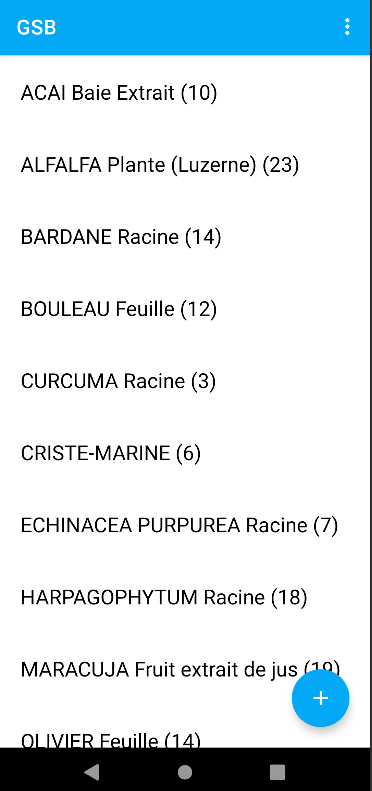 GSB
ACAI Baie Extrait (10)
ALFALFA Plante (Luzerne) (23)
BARDANE Racine (14)
BOULEAU Feuille (12)
CURCUMA Racine (3)
CRISTE-MARINE (6)
ECHINACEA PURPUREA Racine (7)
HARPAGOPHYTUM Racine (18)
MARACUJA Fruit extrait de jus (19)
OLIVIER Feuille (14)